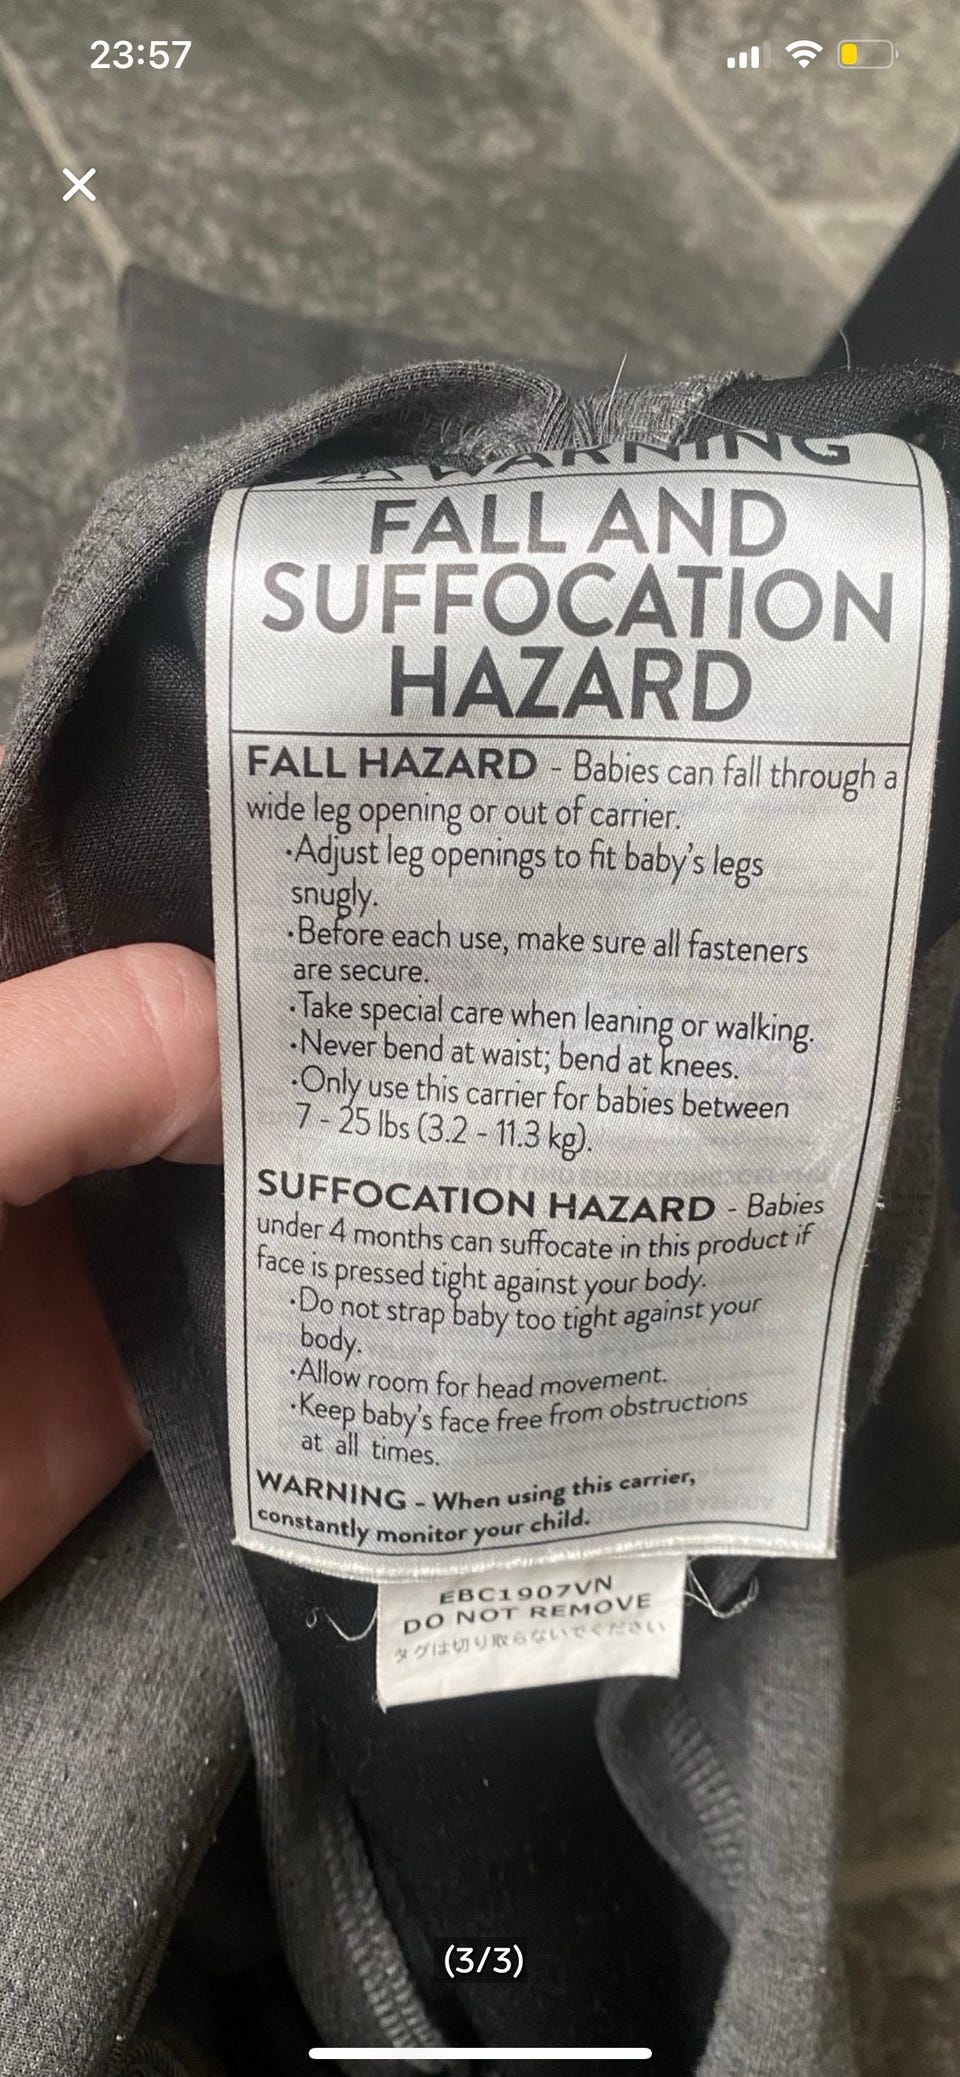 23:57
WARNING
FALL AND
SUFFOCATION
HAZARD
FALL HAZARD - Babies can fall through a
wide leg opening or out of carrier.
·Adjust leg openings to fit baby's legs
snugly.
·Before each use, make sure all fasteners
are secure.
·Take special care when leaning or walking.
·Never bend at waist; bend at knees.
·Only use this carrier for babies between
7 - 25 lbs (3.2 - 11.3 kg).
SUFFOCATION HAZARD - Babies
under 4 months can suffocate in this product if
face is pressed tight against your body.
·Do not strap baby too tight against your
body.
·Allow room for head movement.
·Keep baby's face free from obstructions
at all times.
WARNING - When using this carrier,
constantly monitor your child.
EBC1907VN
DO NOT REMOVE
タグは切り取らないでください
(3/3)